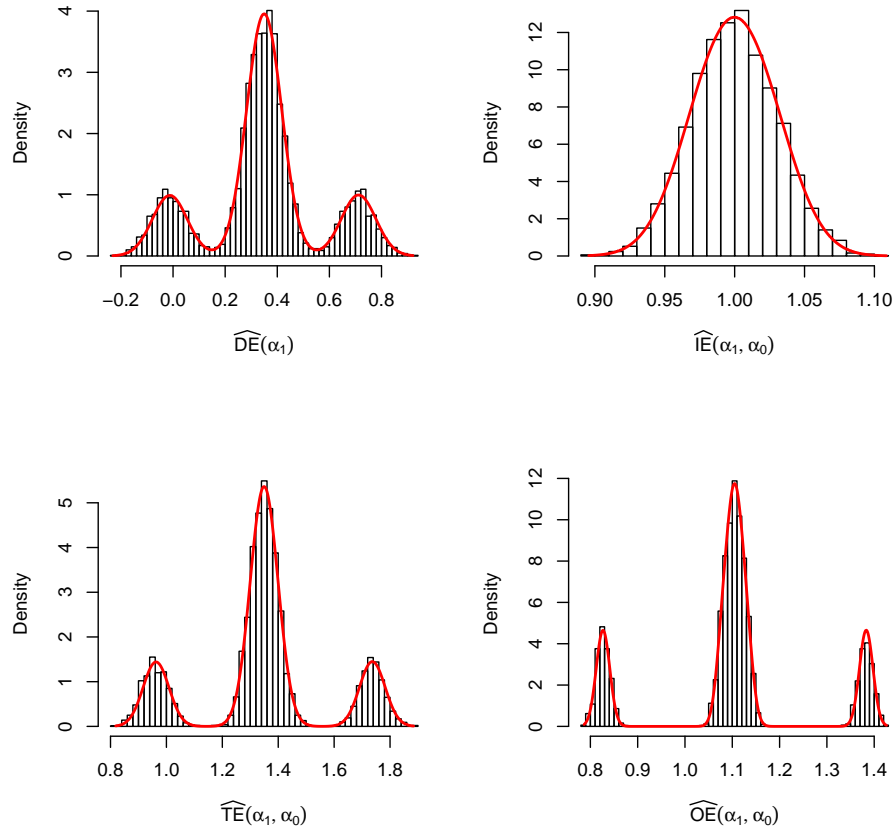 Density
0 1 2 3 4
−0.2 0.0 0.2 0.4 0.6 0.8
D̂E(α₁)
Density
0 2 4 6 8 10 12
0.90 0.95 1.00 1.05 1.10
ÎE(α₁, α₀)
Density
0 1 2 3 4 5
0.8 1.0 1.2 1.4 1.6 1.8
T̂E(α₁, α₀)
Density
0 2 4 6 8 10 12
0.8 0.9 1.0 1.1 1.2 1.3 1.4
ÔE(α₁, α₀)